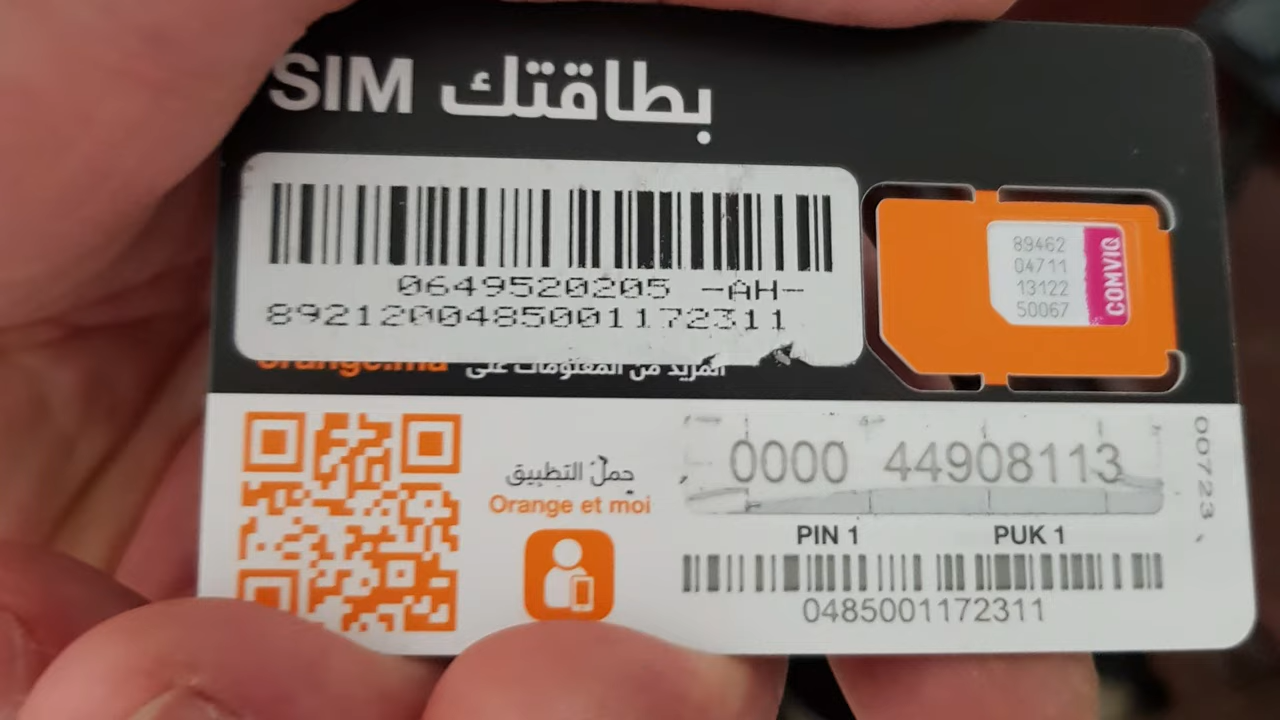 بطاقتك SIM
0649520205 -AH-
8921200485001172311
المزيد من المعلومات على orange.ma
89462
04711
13122
50067
COMVIQ
حمل التطبيق
Orange et moi
0000 44908113
PIN 1 PUK 1
0485001172311
00723